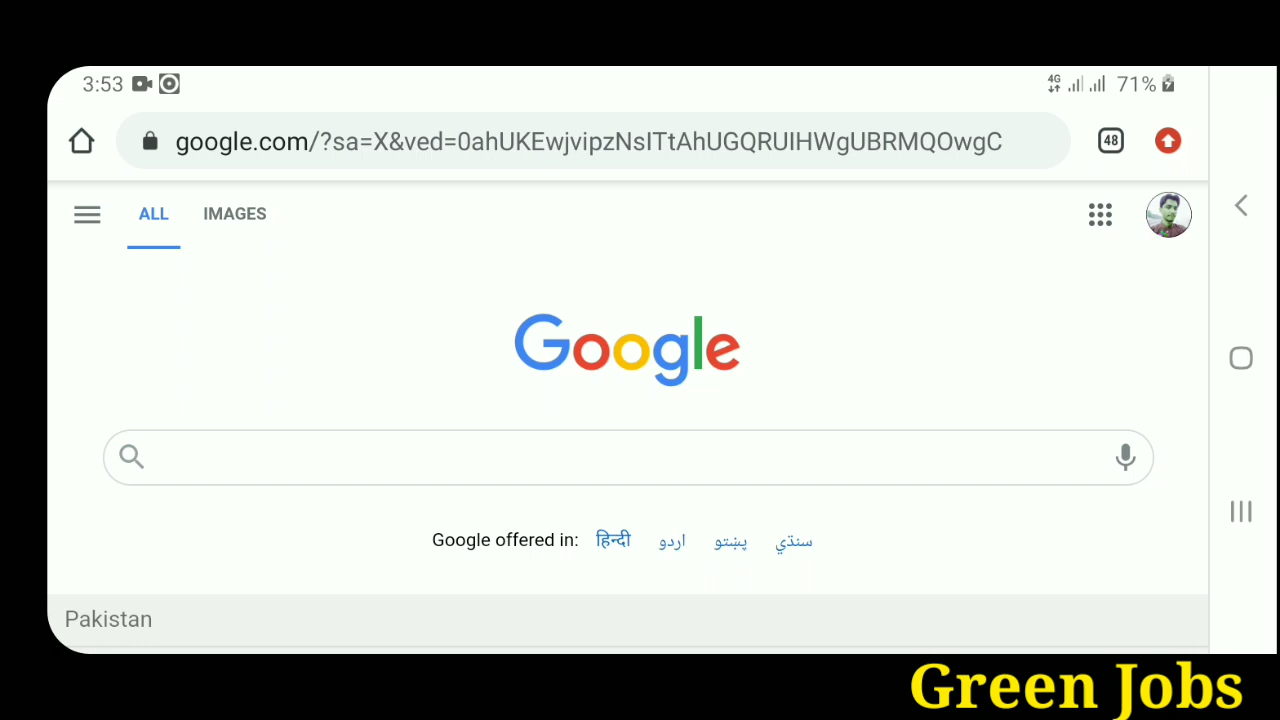 3:53 4G 71%
google.com/?sa=X&ved=0ahUKEwjvipzNsITtAhUGQRUIHWgUBRMQOwgC 48
ALL IMAGES
Google
Google offered in: हिन्दी اردو پښتو سنڌي
Pakistan
Green Jobs